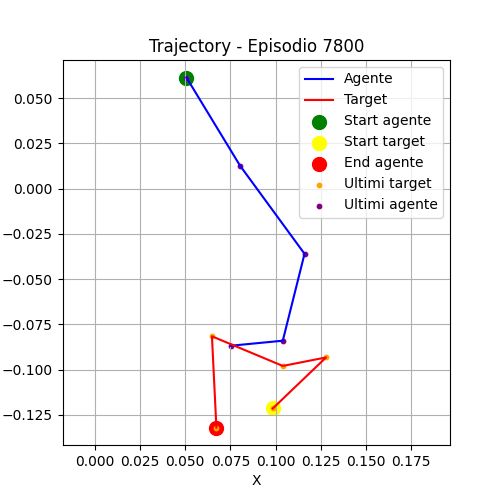 Trajectory - Episodio 7800
Agente
Target
Start agente
Start target
End agente
Ultimi target
Ultimi agente
0.050
0.025
0.000
−0.025
−0.050
−0.075
−0.100
−0.125
0.000 0.025 0.050 0.075 0.100 0.125 0.150 0.175
X